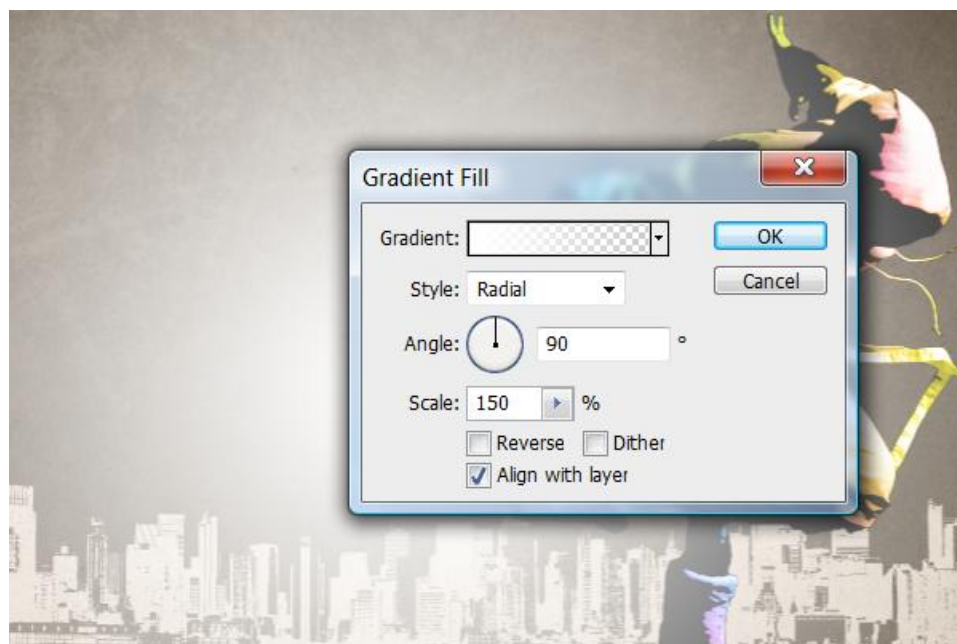 Gradient Fill
Gradient:
OK
Style: Radial
Cancel
Angle: 90 °
Scale: 150 %
Reverse Dither
Align with layer